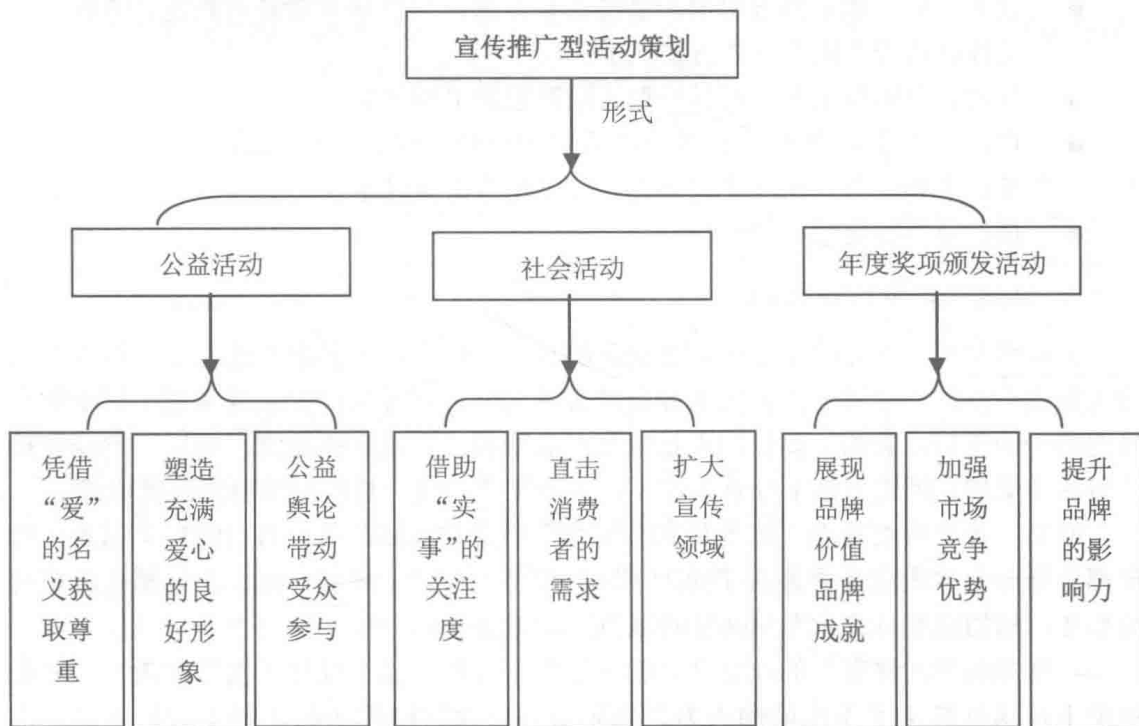 宣传推广型活动策划
形式
公益活动
社会活动
年度奖项颁发活动
凭借
“爱”
的名
义获
取尊
重
塑造
充满
爱心
的良
好形
象
公益
舆论
带动
受众
参与
借助
“实
事”的
关注
度
直击
消费
者的
需求
扩大
宣传
领域
展现
品牌
价值
品牌
成就
加强
市场
竞争
优势
提升
品牌
的影
响力